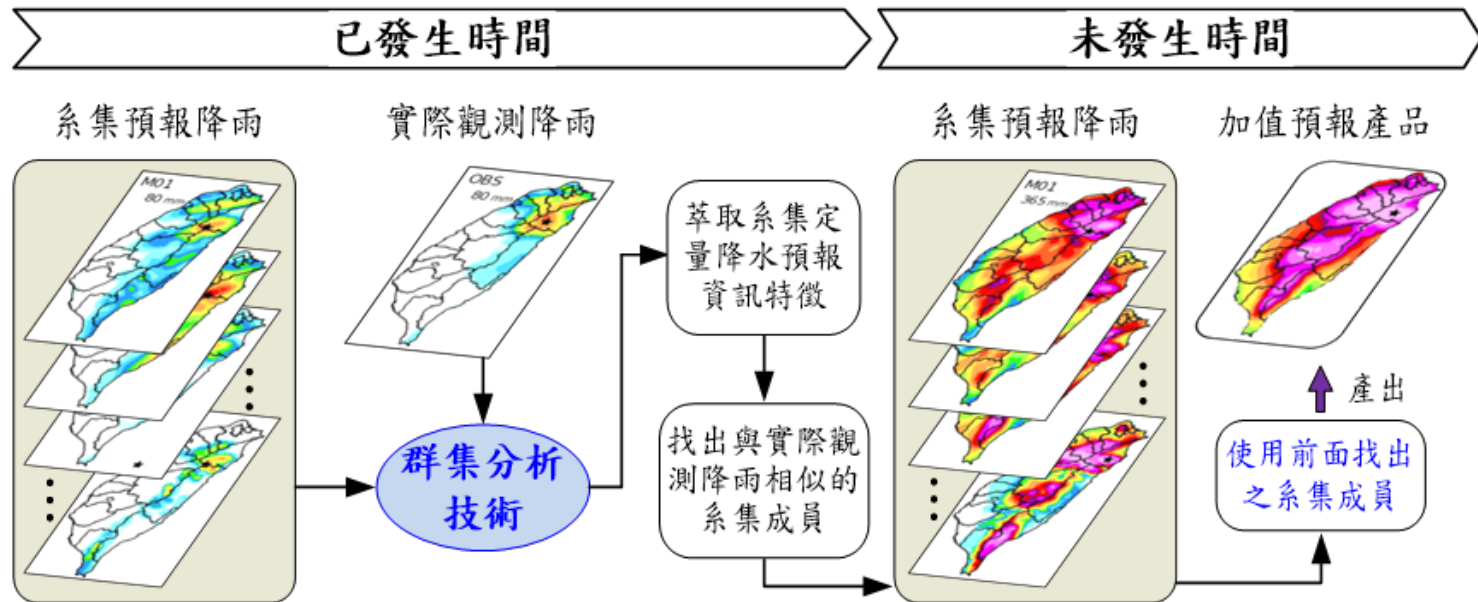 已發生時間
未發生時間
系集預報降雨
實際觀測降雨
系集預報降雨
加值預報產品
M01
80 mm
OBS
80 mm
萃取系集定
量降水預報
資訊特徵
M01
365 mm
群集分析
技術
找出與實際觀
測降雨相似的
系集成員
產出
使用前面找出
之系集成員